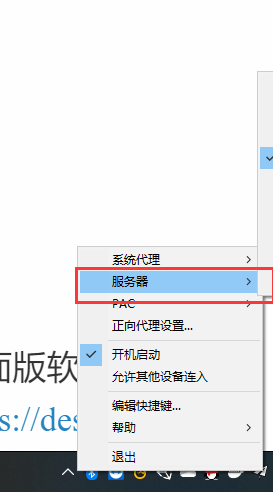 系统代理
服务器
PAC
正向代理设置...
开机启动
面版软
允许其他设备连入
编辑快捷键...
s://des
帮助
退出